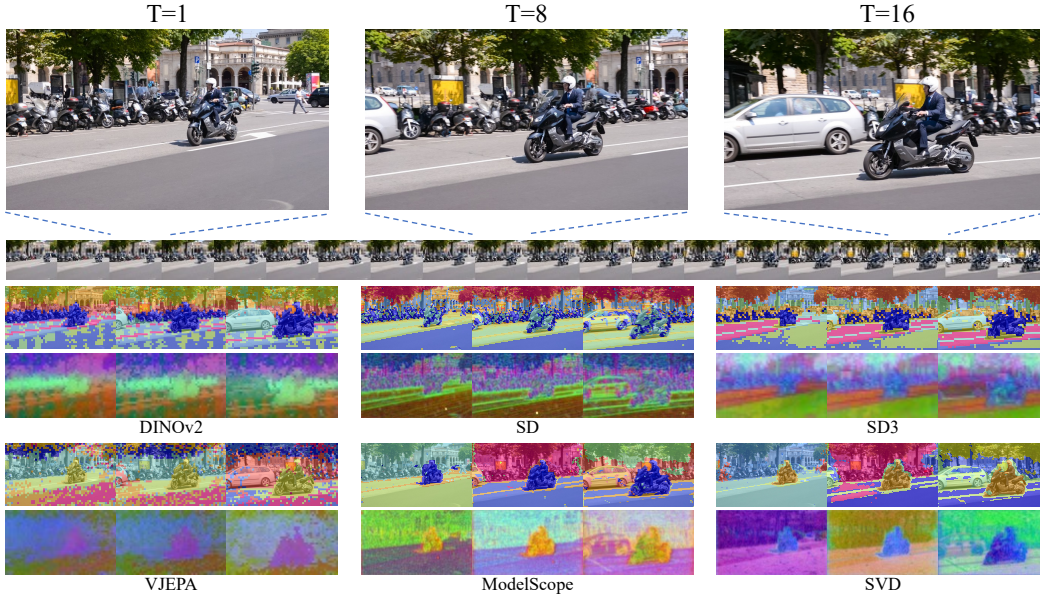 T=1
T=8
T=16
DINOv2
SD
SD3
VJEPA
ModelScope
SVD